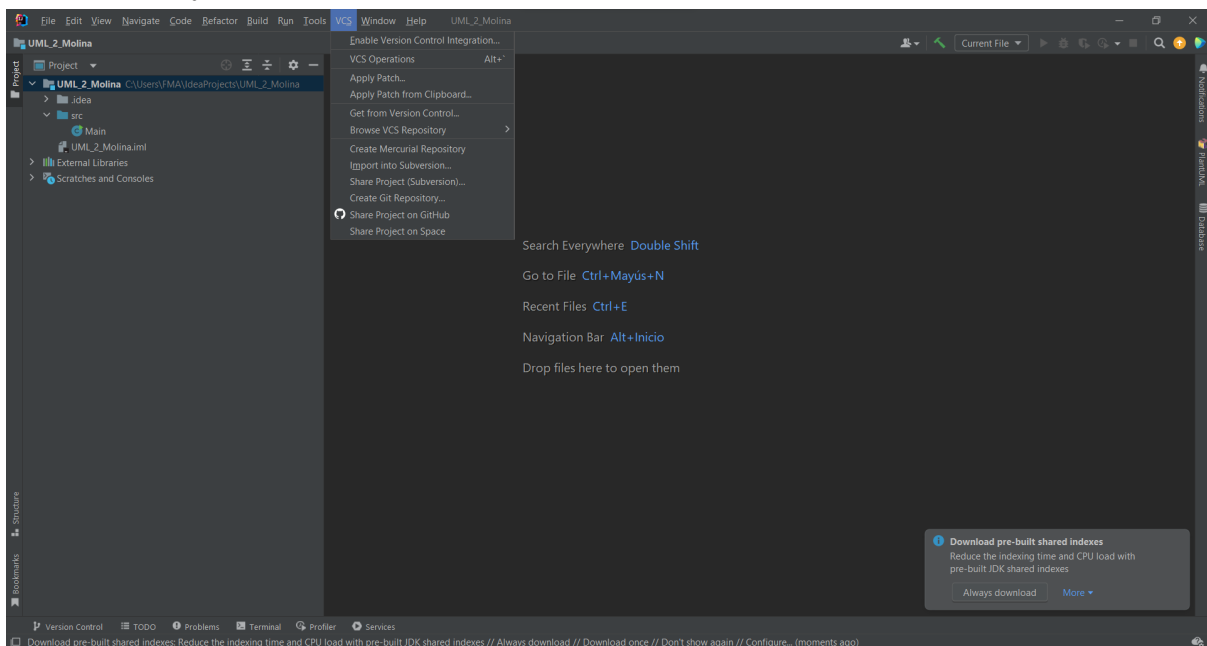 File Edit View Navigate Code Refactor Build Run Tools VCS Window Help UML_2_Molina
UML_2_Molina
Current File
Project
UML_2_Molina C:\Users\FMA\IdeaProjects\UML_2_Molina
.idea
src
Main
UML_2_Molina.iml
External Libraries
Scratches and Consoles
Enable Version Control Integration...
VCS Operations Alt+`
Apply Patch...
Apply Patch from Clipboard...
Get from Version Control...
Browse VCS Repository
Create Mercurial Repository
Import into Subversion...
Share Project (Subversion)...
Create Git Repository...
Share Project on GitHub
Share Project on Space
Search Everywhere Double Shift
Go to File Ctrl+Mayús+N
Recent Files Ctrl+E
Navigation Bar Alt+Inicio
Drop files here to open them
Project
Structure
Bookmarks
Notifications
PlantUML
Database
Download pre-built shared indexes
Reduce the indexing time and CPU load with
pre-built JDK shared indexes
Always download More
Version Control TODO Problems Terminal Profiler Services
Download pre-built shared indexes: Reduce the indexing time and CPU load with pre-built JDK shared indexes // Always download // Download once // Don't show again // Configure... (moments ago)